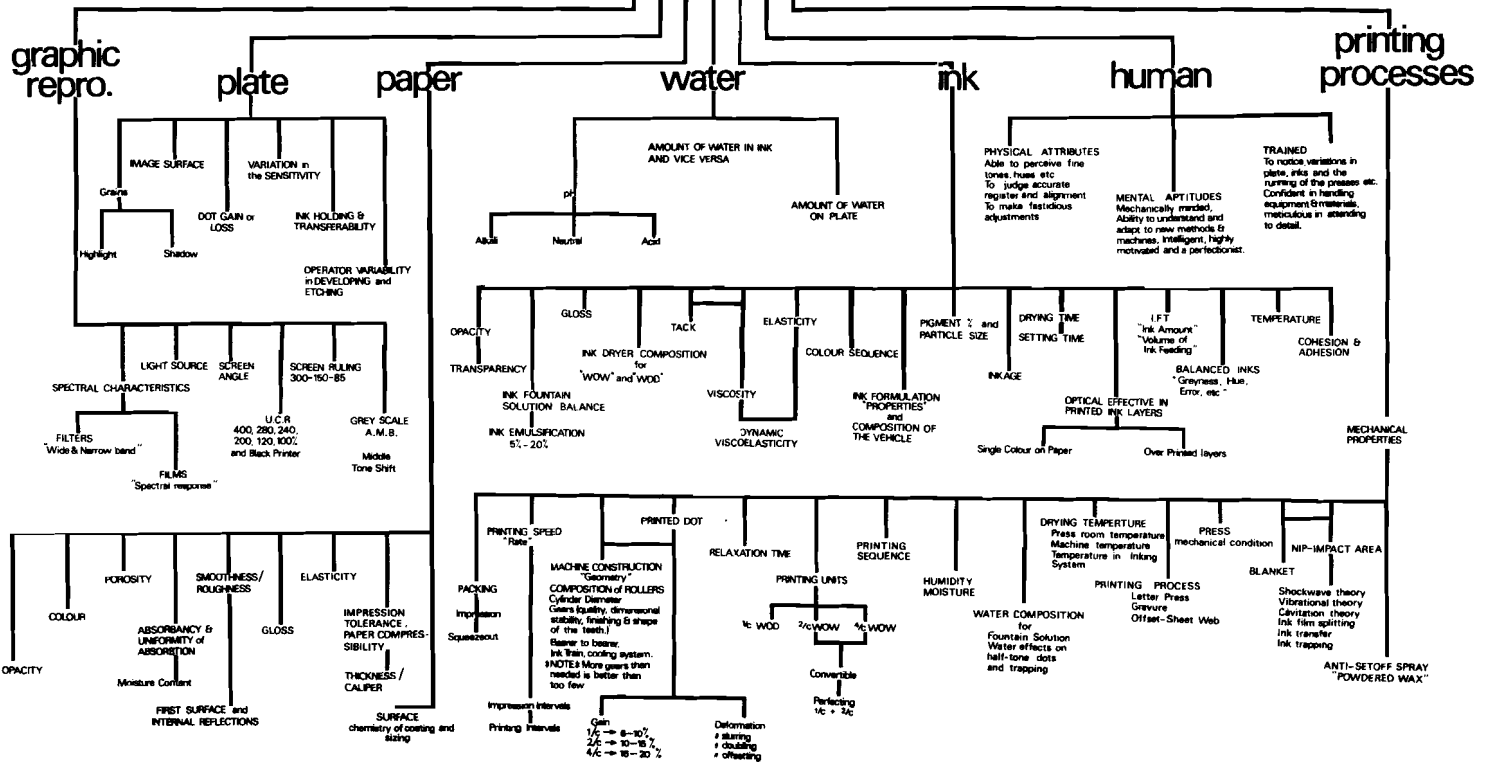 graphic
repro.
plate
paper
water
ink
human
printing
processes
IMAGE SURFACE
VARIATION in
the SENSITIVITY
Grains
Highlight
Shadow
DOT GAIN or
LOSS
INK HOLDING &
TRANSFERABILITY
OPERATOR VARIABILITY
in DEVELOPING and
ETCHING
AMOUNT OF WATER IN INK
AND VICE VERSA
pH
Alkali
Neutral
Acid
AMOUNT OF WATER
ON PLATE
PHYSICAL ATTRIBUTES
Able to perceive fine
tones, hues etc
To judge accurate
register and alignment
To make fastidious
adjustments
MENTAL APTITUDES
Mechanically minded,
Ability to understand and
adapt to new methods &
machines, Intelligent, highly
motivated and a perfectionist.
TRAINED
To notice variations in
plate, inks and the
running of the presses etc.
Confident in handling
equipment & materials,
meticulous in attending
to detail.
LIGHT SOURCE
SCREEN
ANGLE
SCREEN RULING
300-150-85
SPECTRAL CHARACTERISTICS
FILTERS
"Wide & Narrow band"
FILMS
"Spectral response"
U.C.R
400, 280, 240,
200, 120, 100%
and Black Printer
GREY SCALE
A.M.B.
Middle
Tone Shift
OPACITY
TRANSPARENCY
GLOSS
INK FOUNTAIN
SOLUTION BALANCE
INK EMULSIFICATION
5%-20%
INK DRYER COMPOSITION
for
"WOW" and "WOD"
TACK
VISCOSITY
ELASTICITY
DYNAMIC
VISCOELASTICITY
COLOUR SEQUENCE
INK FORMULATION
"PROPERTIES"
and
COMPOSITION OF
THE VEHICLE
PIGMENT % and
PARTICLE SIZE
INKAGE
DRYING TIME
SETTING TIME
OPTICAL EFFECTIVE IN
PRINTED INK LAYERS
Single Colour on Paper
Over Printed layers
I.F.T
"Ink Amount"
"Volume of
Ink Feeding"
BALANCED INKS
"Greyness, Hue,
Error, etc"
TEMPERATURE
COHESION &
ADHESION
MECHANICAL
PROPERTIES
OPACITY
COLOUR
POROSITY
ABSORBANCY &
UNIFORMITY of
ABSORBTION
Moisture Content
SMOOTHNESS/
ROUGHNESS
FIRST SURFACE and
INTERNAL REFLECTIONS
GLOSS
ELASTICITY
IMPRESSION
TOLERANCE,
PAPER COMPRES-
SIBILITY
THICKNESS/
CALIPER
SURFACE
chemistry of coating and
sizing
PACKING
Impression
Squeezeout
PRINTING SPEED
"Rate"
Impression intervals
Printing Intervals
MACHINE CONSTRUCTION
"Geometry"
COMPOSITION of ROLLERS
Cylinder Diameter
Gears (quality, dimensional
stability, finishing & shape
of the teeth.)
Bearer to bearer,
Ink Train, cooling system.
*NOTE* More gears than
needed is better than
too few
PRINTED DOT
Gain
1/c → 8-10%
2/c → 10-15%
4/c → 15-20%
Deformation
* slurring
* doubling
* offsetting
RELAXATION TIME
PRINTING UNITS
1/c WOD
2/c WOW
4/c WOW
Convertible
Perfecting
1/c + 2/c
PRINTING
SEQUENCE
HUMIDITY
MOISTURE
WATER COMPOSITION
for
Fountain Solution
Water effects on
half-tone dots
and trapping
DRYING TEMPERTURE
Press room temperature
Machine temperature
Temperature in Inking
System
PRINTING PROCESS
Letter Press
Gravure
Offset-Sheet Web
PRESS
mechanical condition
BLANKET
NIP-IMPACT AREA
Shockwave theory
Vibrational theory
Cavitation theory
Ink film splitting
Ink transfer
Ink trapping
ANTI-SETOFF SPRAY
"POWDERED WAX"